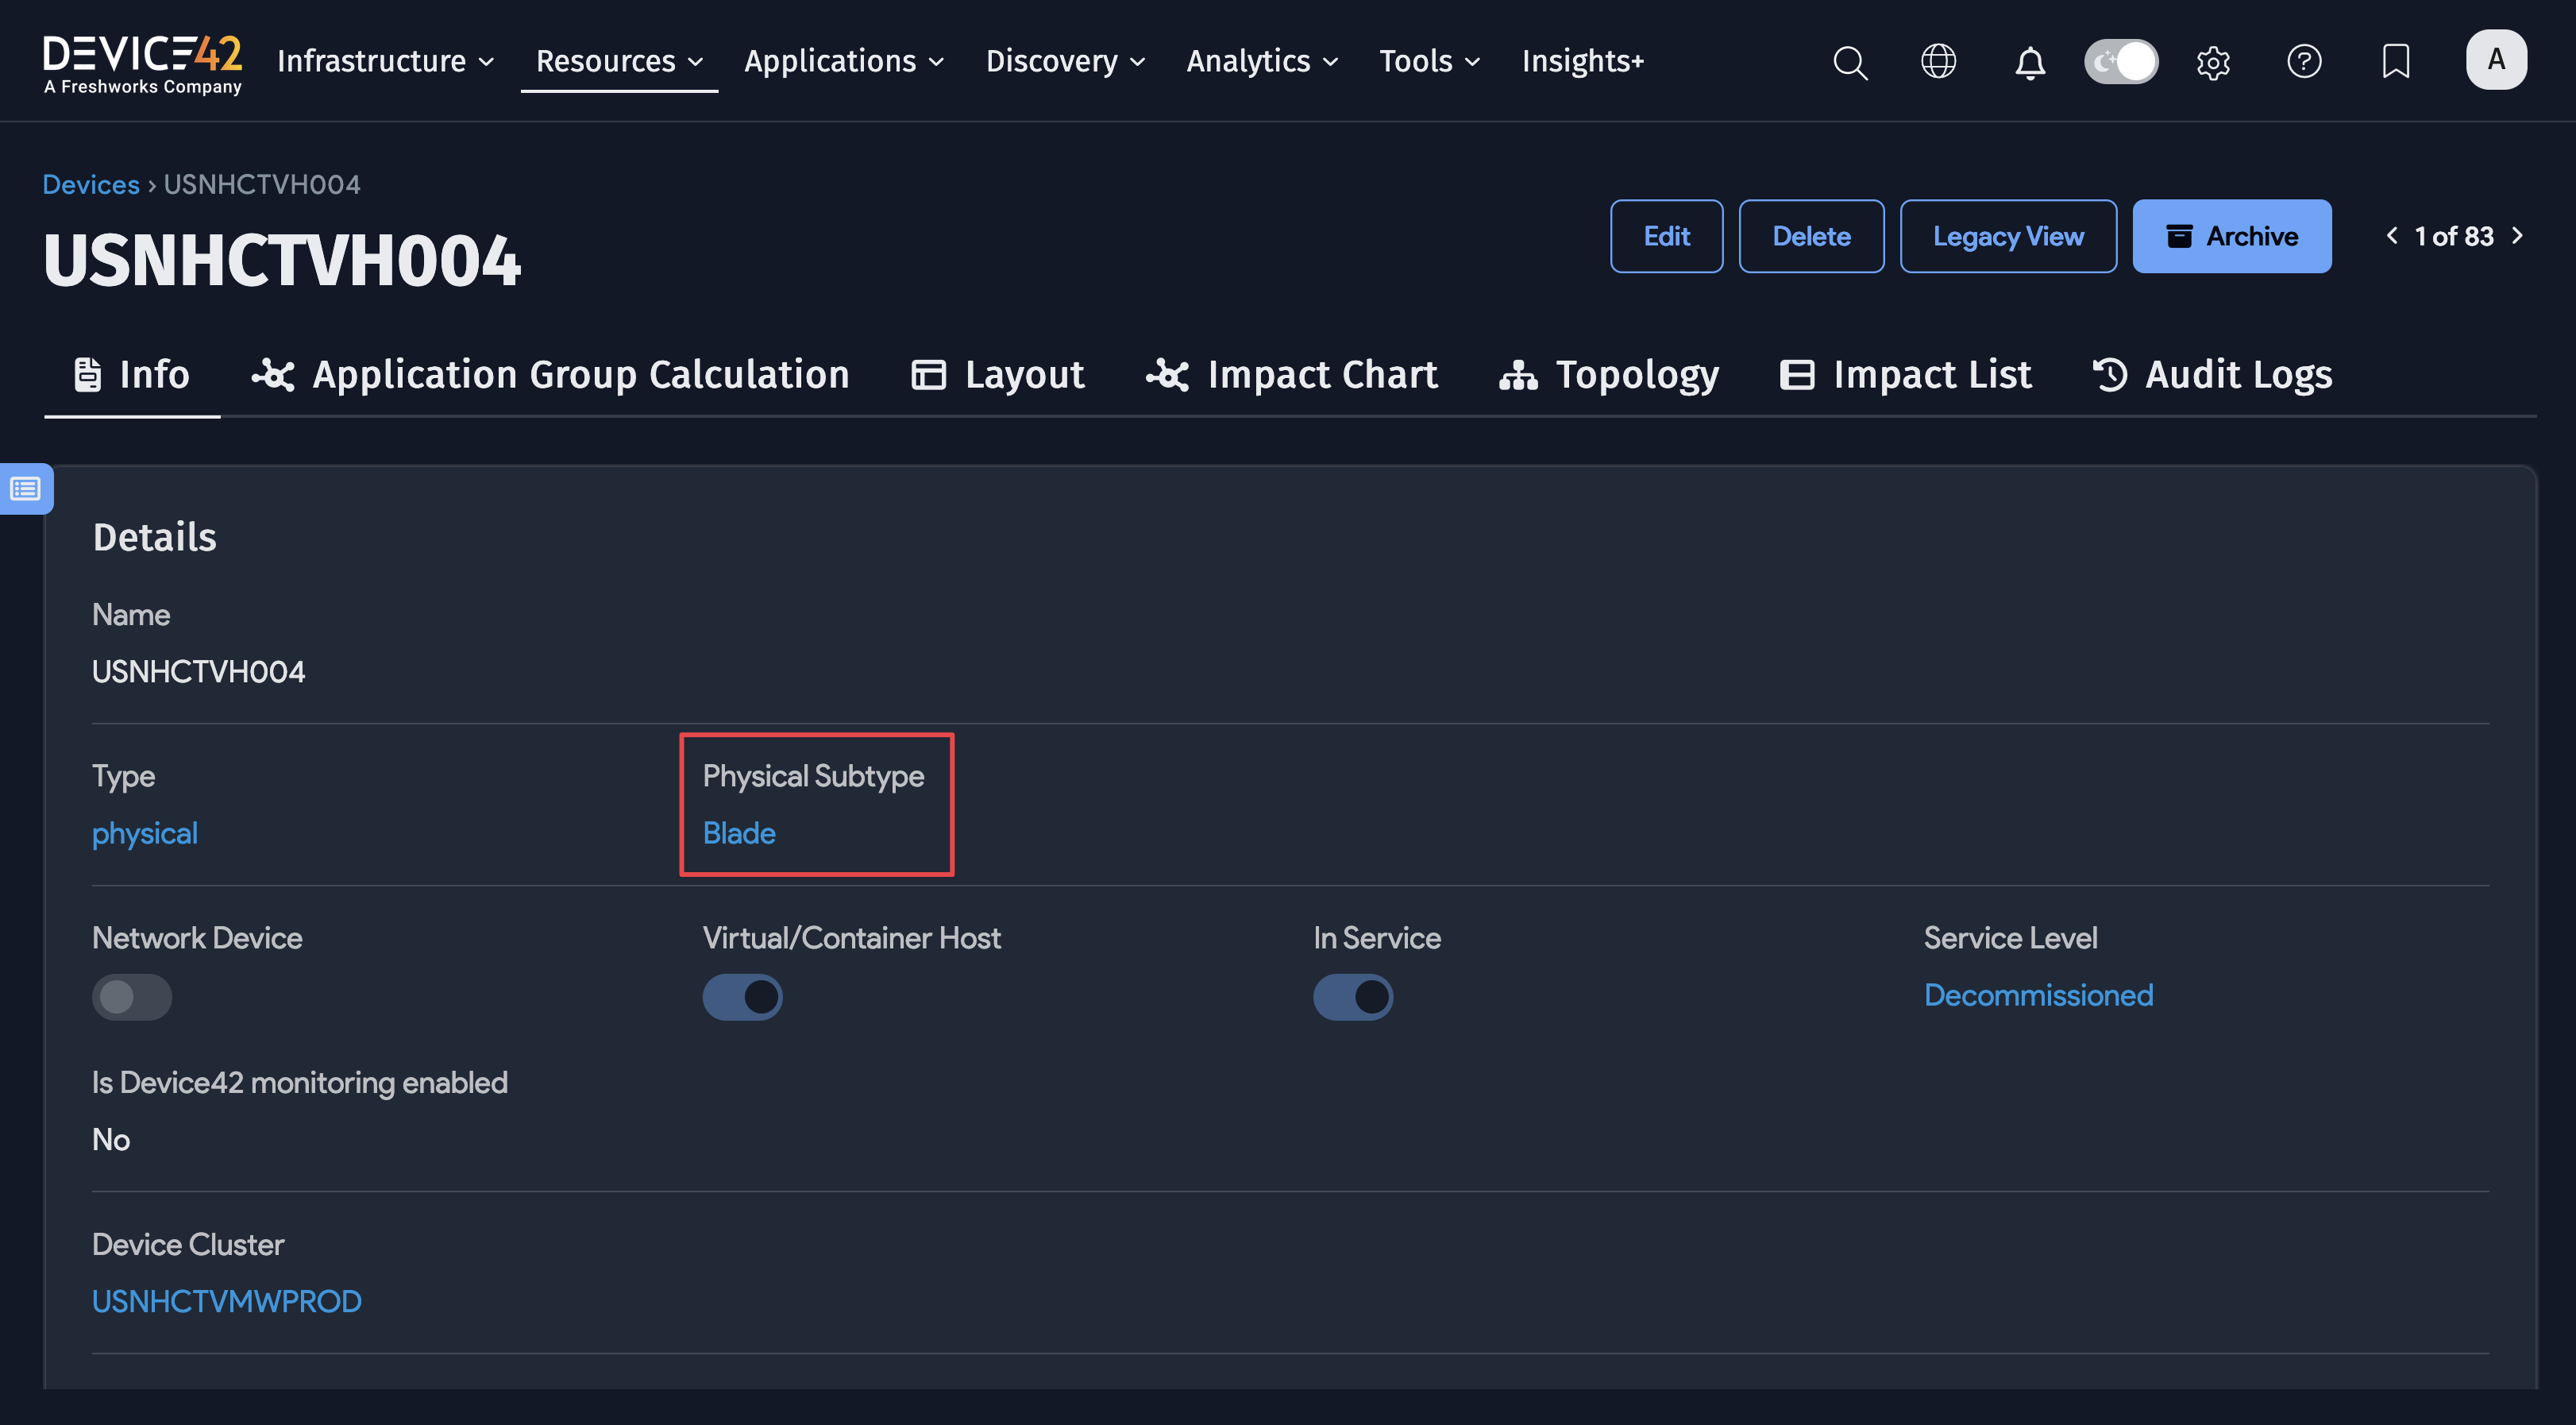 DEVICE42
A Freshworks Company
Infrastructure Resources Applications Discovery Analytics Tools Insights+
A
Devices › USNHCTVH004
USNHCTVH004
Edit Delete Legacy View Archive 1 of 83
Info Application Group Calculation Layout Impact Chart Topology Impact List Audit Logs
Details
Name
USNHCTVH004
Type Physical Subtype
physical Blade
Network Device Virtual/Container Host In Service Service Level
Decommissioned
Is Device42 monitoring enabled
No
Device Cluster
USNHCTVMWPROD